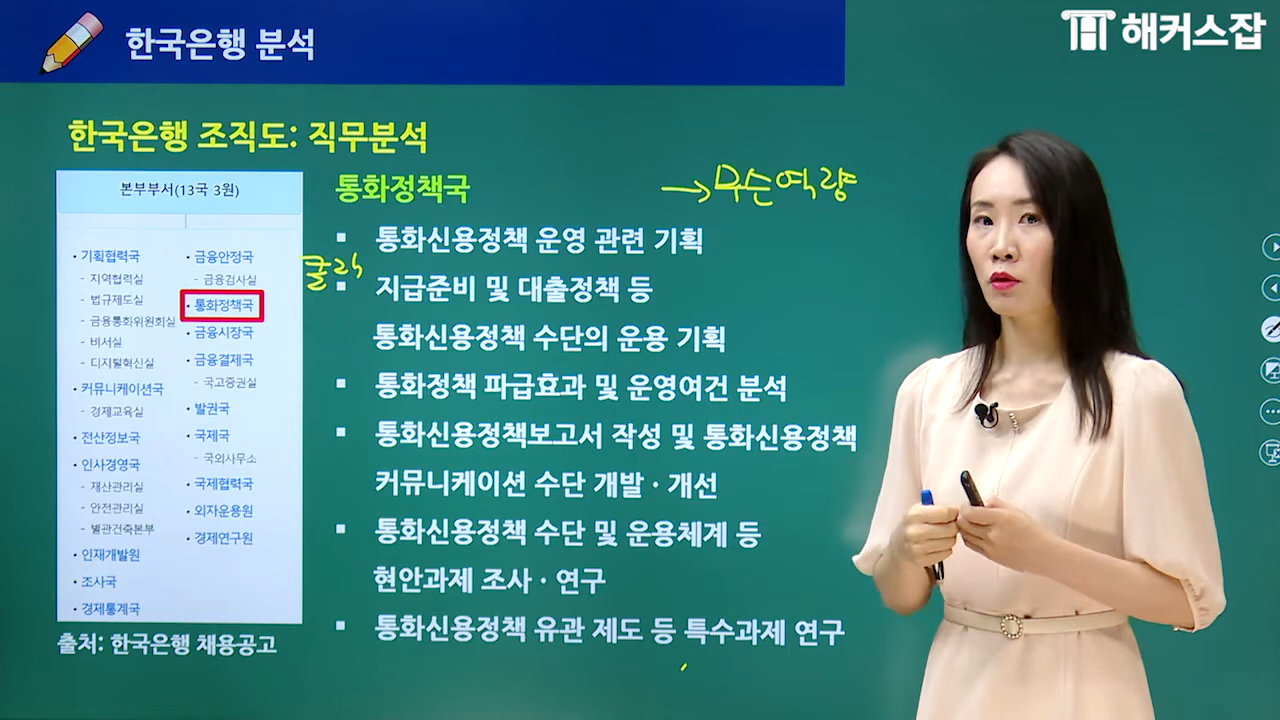 한국은행 분석
해커스잡
한국은행 조직도: 직무분석
본부부서(13국 3원)
• 기획협력국
- 지역협력실
- 법규제도실
- 금융통화위원회실
- 비서실
- 디지털혁신실
• 커뮤니케이션국
- 경제교육실
• 전산정보국
• 인사경영국
- 재산관리실
- 안전관리실
- 별관건축본부
• 인재개발원
• 조사국
• 경제통계국
• 금융안정국
- 금융검사실
• 통화정책국
• 금융시장국
• 금융결제국
- 국고증권실
• 발권국
• 국제국
- 국외사무소
• 국제협력국
• 외자운용원
• 경제연구원
출처: 한국은행 채용공고
통화정책국
→무슨역량
▪ 통화신용정책 운영 관련 기획
▪ 지급준비 및 대출정책 등
통화신용정책 수단의 운용 기획
▪ 통화정책 파급효과 및 운영여건 분석
▪ 통화신용정책보고서 작성 및 통화신용정책
커뮤니케이션 수단 개발 · 개선
▪ 통화신용정책 수단 및 운용체계 등
현안과제 조사 · 연구
▪ 통화신용정책 유관 제도 등 특수과제 연구